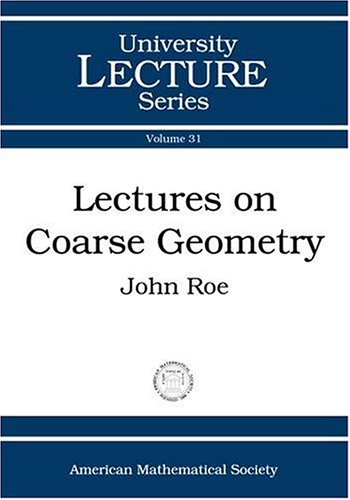 University
LECTURE
Series
Volume 31
Lectures on
Coarse Geometry
John Roe
American Mathematical Society